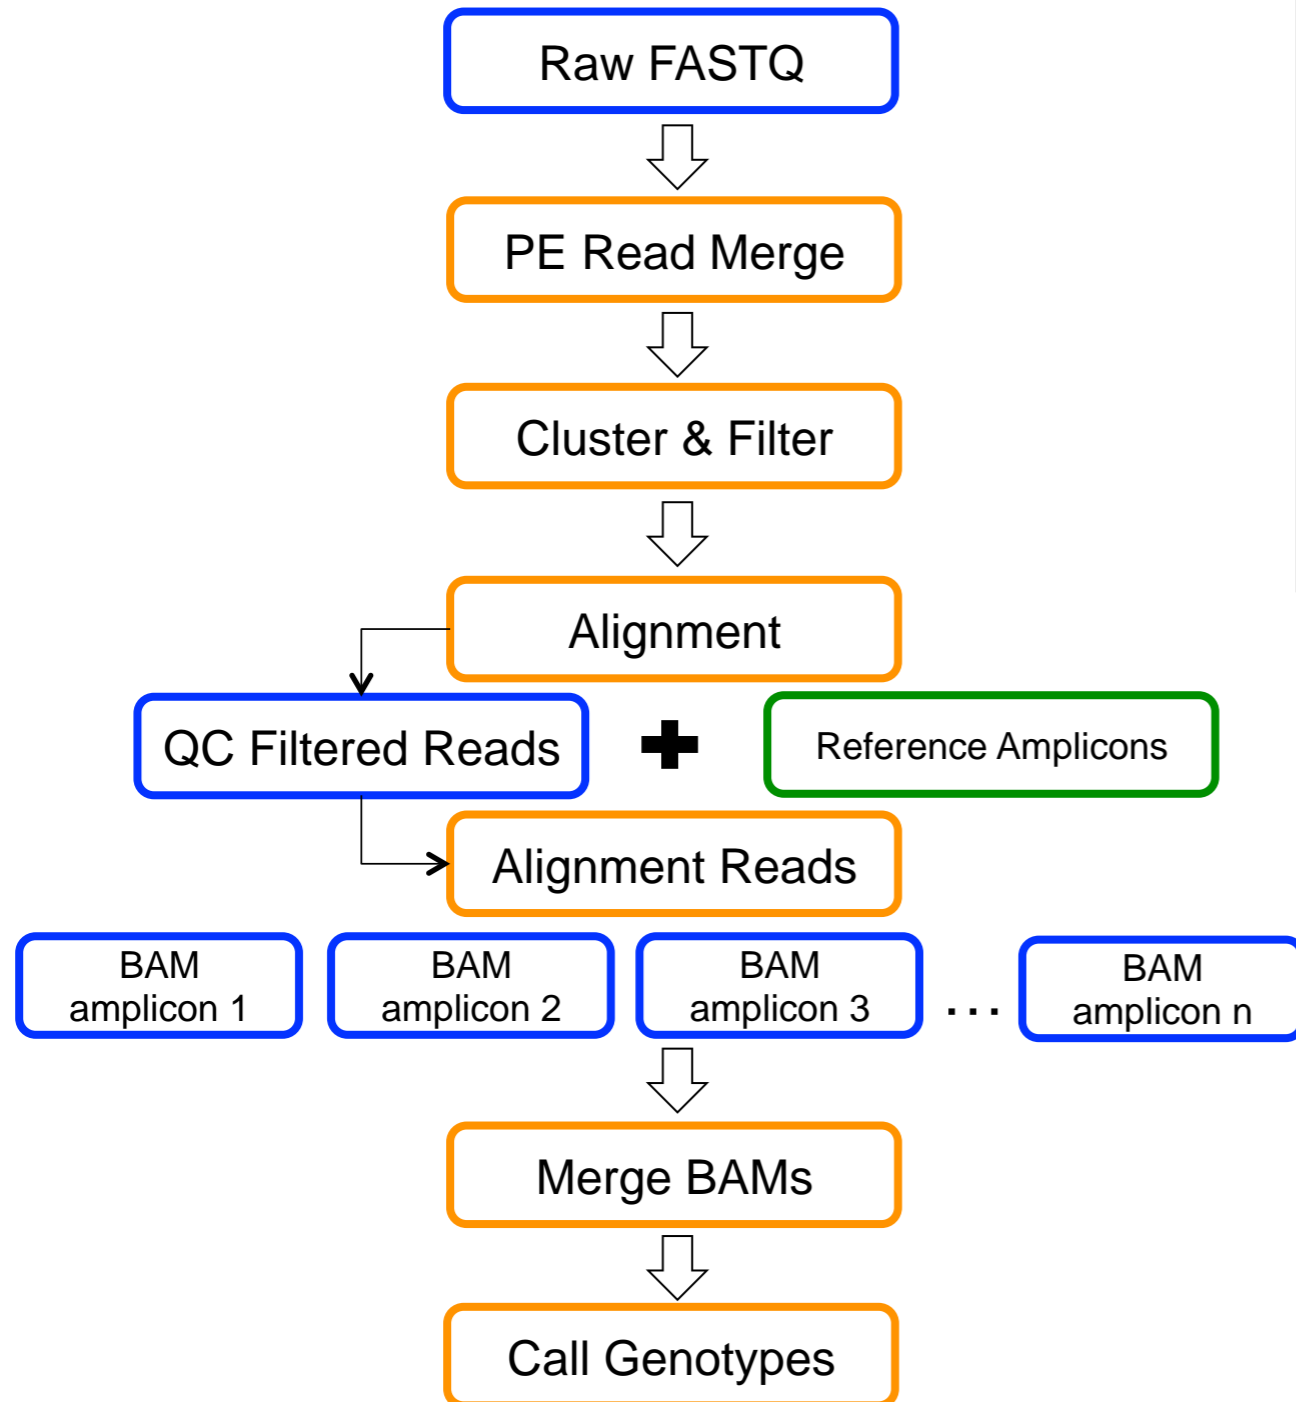 Raw FASTQ
PE Read Merge
Cluster & Filter
Alignment
QC Filtered Reads
Reference Amplicons
Alignment Reads
BAM
amplicon 1
BAM
amplicon 2
BAM
amplicon 3
...
BAM
amplicon n
Merge BAMs
Call Genotypes